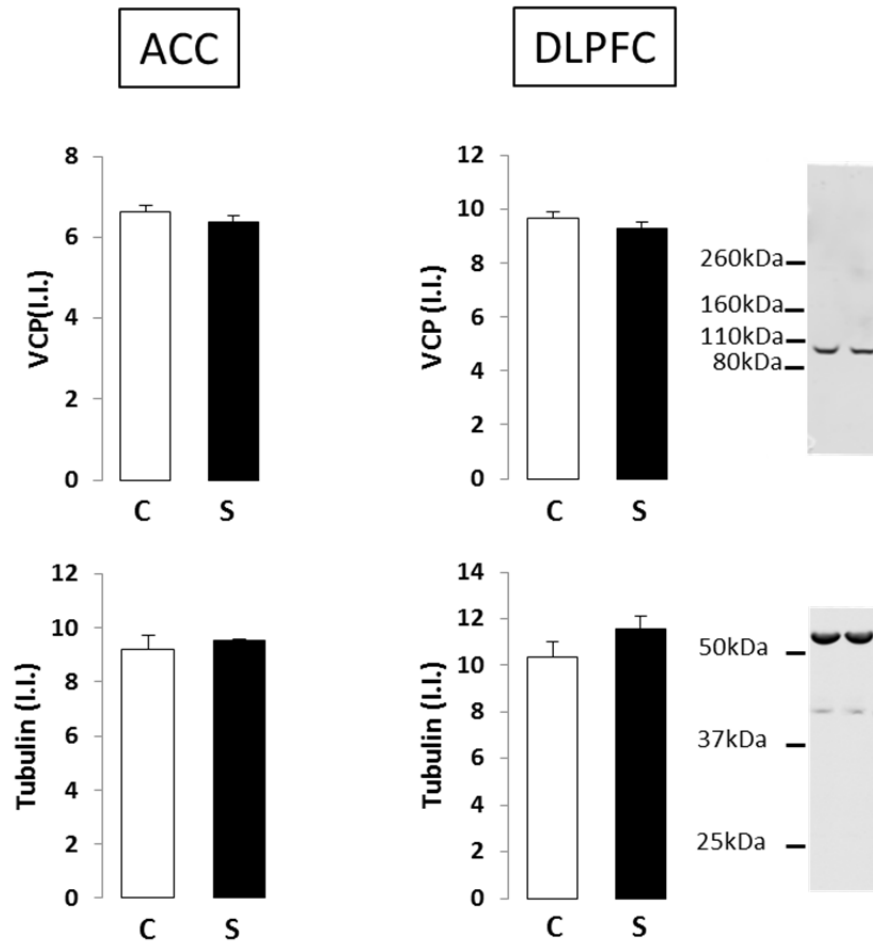 ACC
DLPFC
8
6
4
2
0
VCP(I.I.)
C S
12
10
8
6
4
2
0
VCP (I.I.)
C S
260kDa
160kDa
110kDa
80kDa
12
10
8
6
4
2
0
Tubulin (I.I.)
C S
14
12
10
8
6
4
2
0
Tubulin (I.I.)
C S
50kDa
37kDa
25kDa